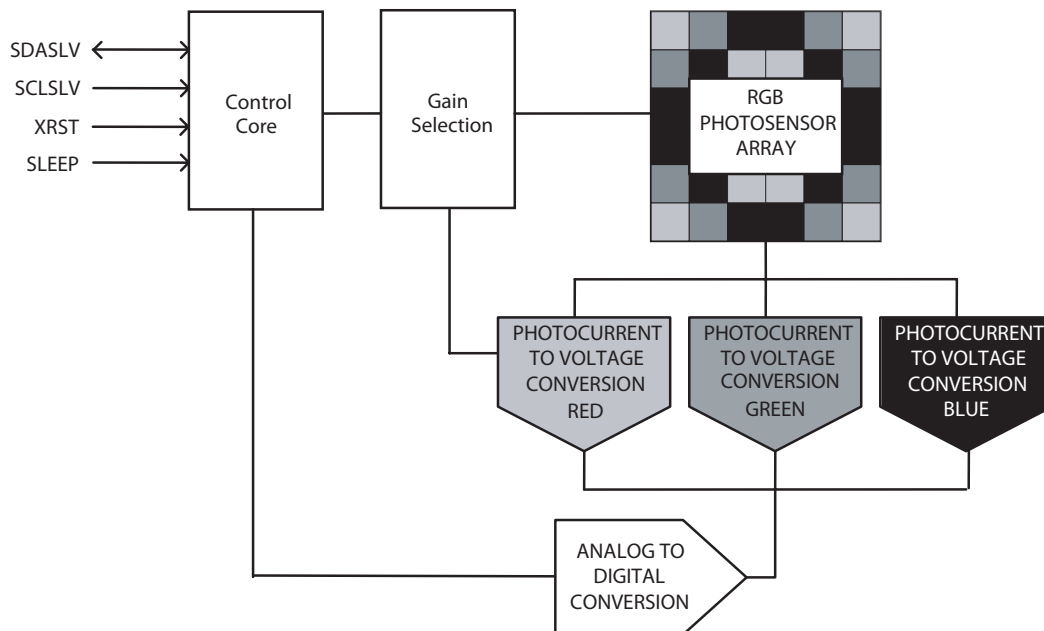 SDASLV
SCLSLV
XRST
SLEEP
Control
Core
Gain
Selection
RGB
PHOTOSENSOR
ARRAY
PHOTOCURRENT
TO VOLTAGE
CONVERSION
RED
PHOTOCURRENT
TO VOLTAGE
CONVERSION
GREEN
PHOTOCURRENT
TO VOLTAGE
CONVERSION
BLUE
ANALOG TO
DIGITAL
CONVERSION